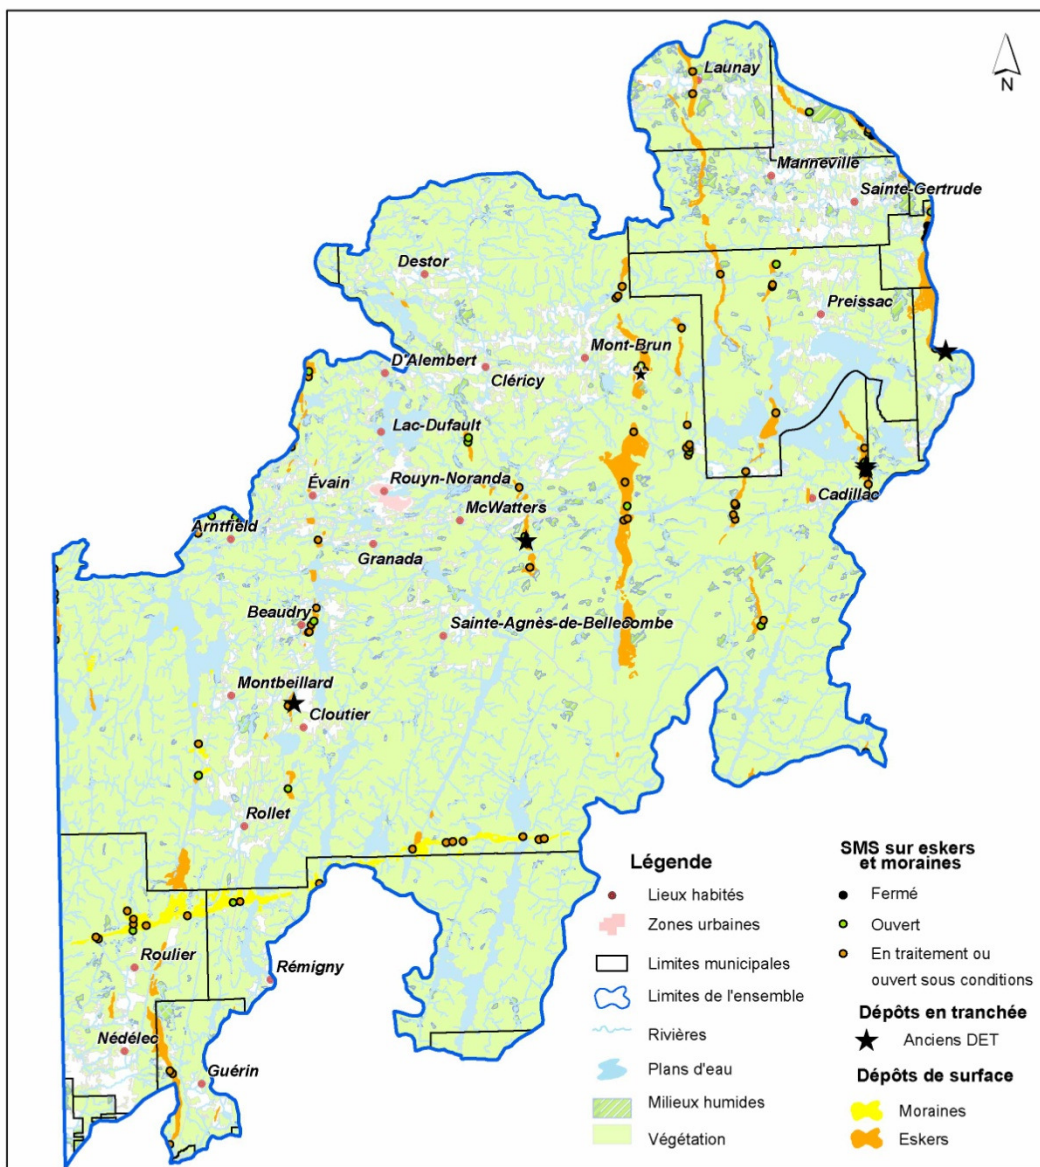 Launay
N
Manneville
Sainte-Gertrude
Destor
Preissac
Mont-Brun
D'Alembert
Cléricy
Lac-Dufault
Rouyn-Noranda
Évain
Cadillac
McWatters
Arntfield
Granada
Beaudry
Sainte-Agnès-de-Bellecombe
Montbeillard
Cloutier
Rollet
Roulier
Rémigny
Nédélec
Guérin
Légende
Lieux habités
Zones urbaines
Limites municipales
Limites de l'ensemble
Rivières
Plans d'eau
Milieux humides
Végétation
SMS sur eskers
et moraines
Fermé
Ouvert
En traitement ou
ouvert sous conditions
Dépôts en tranchée
Anciens DET
Dépôts de surface
Moraines
Eskers